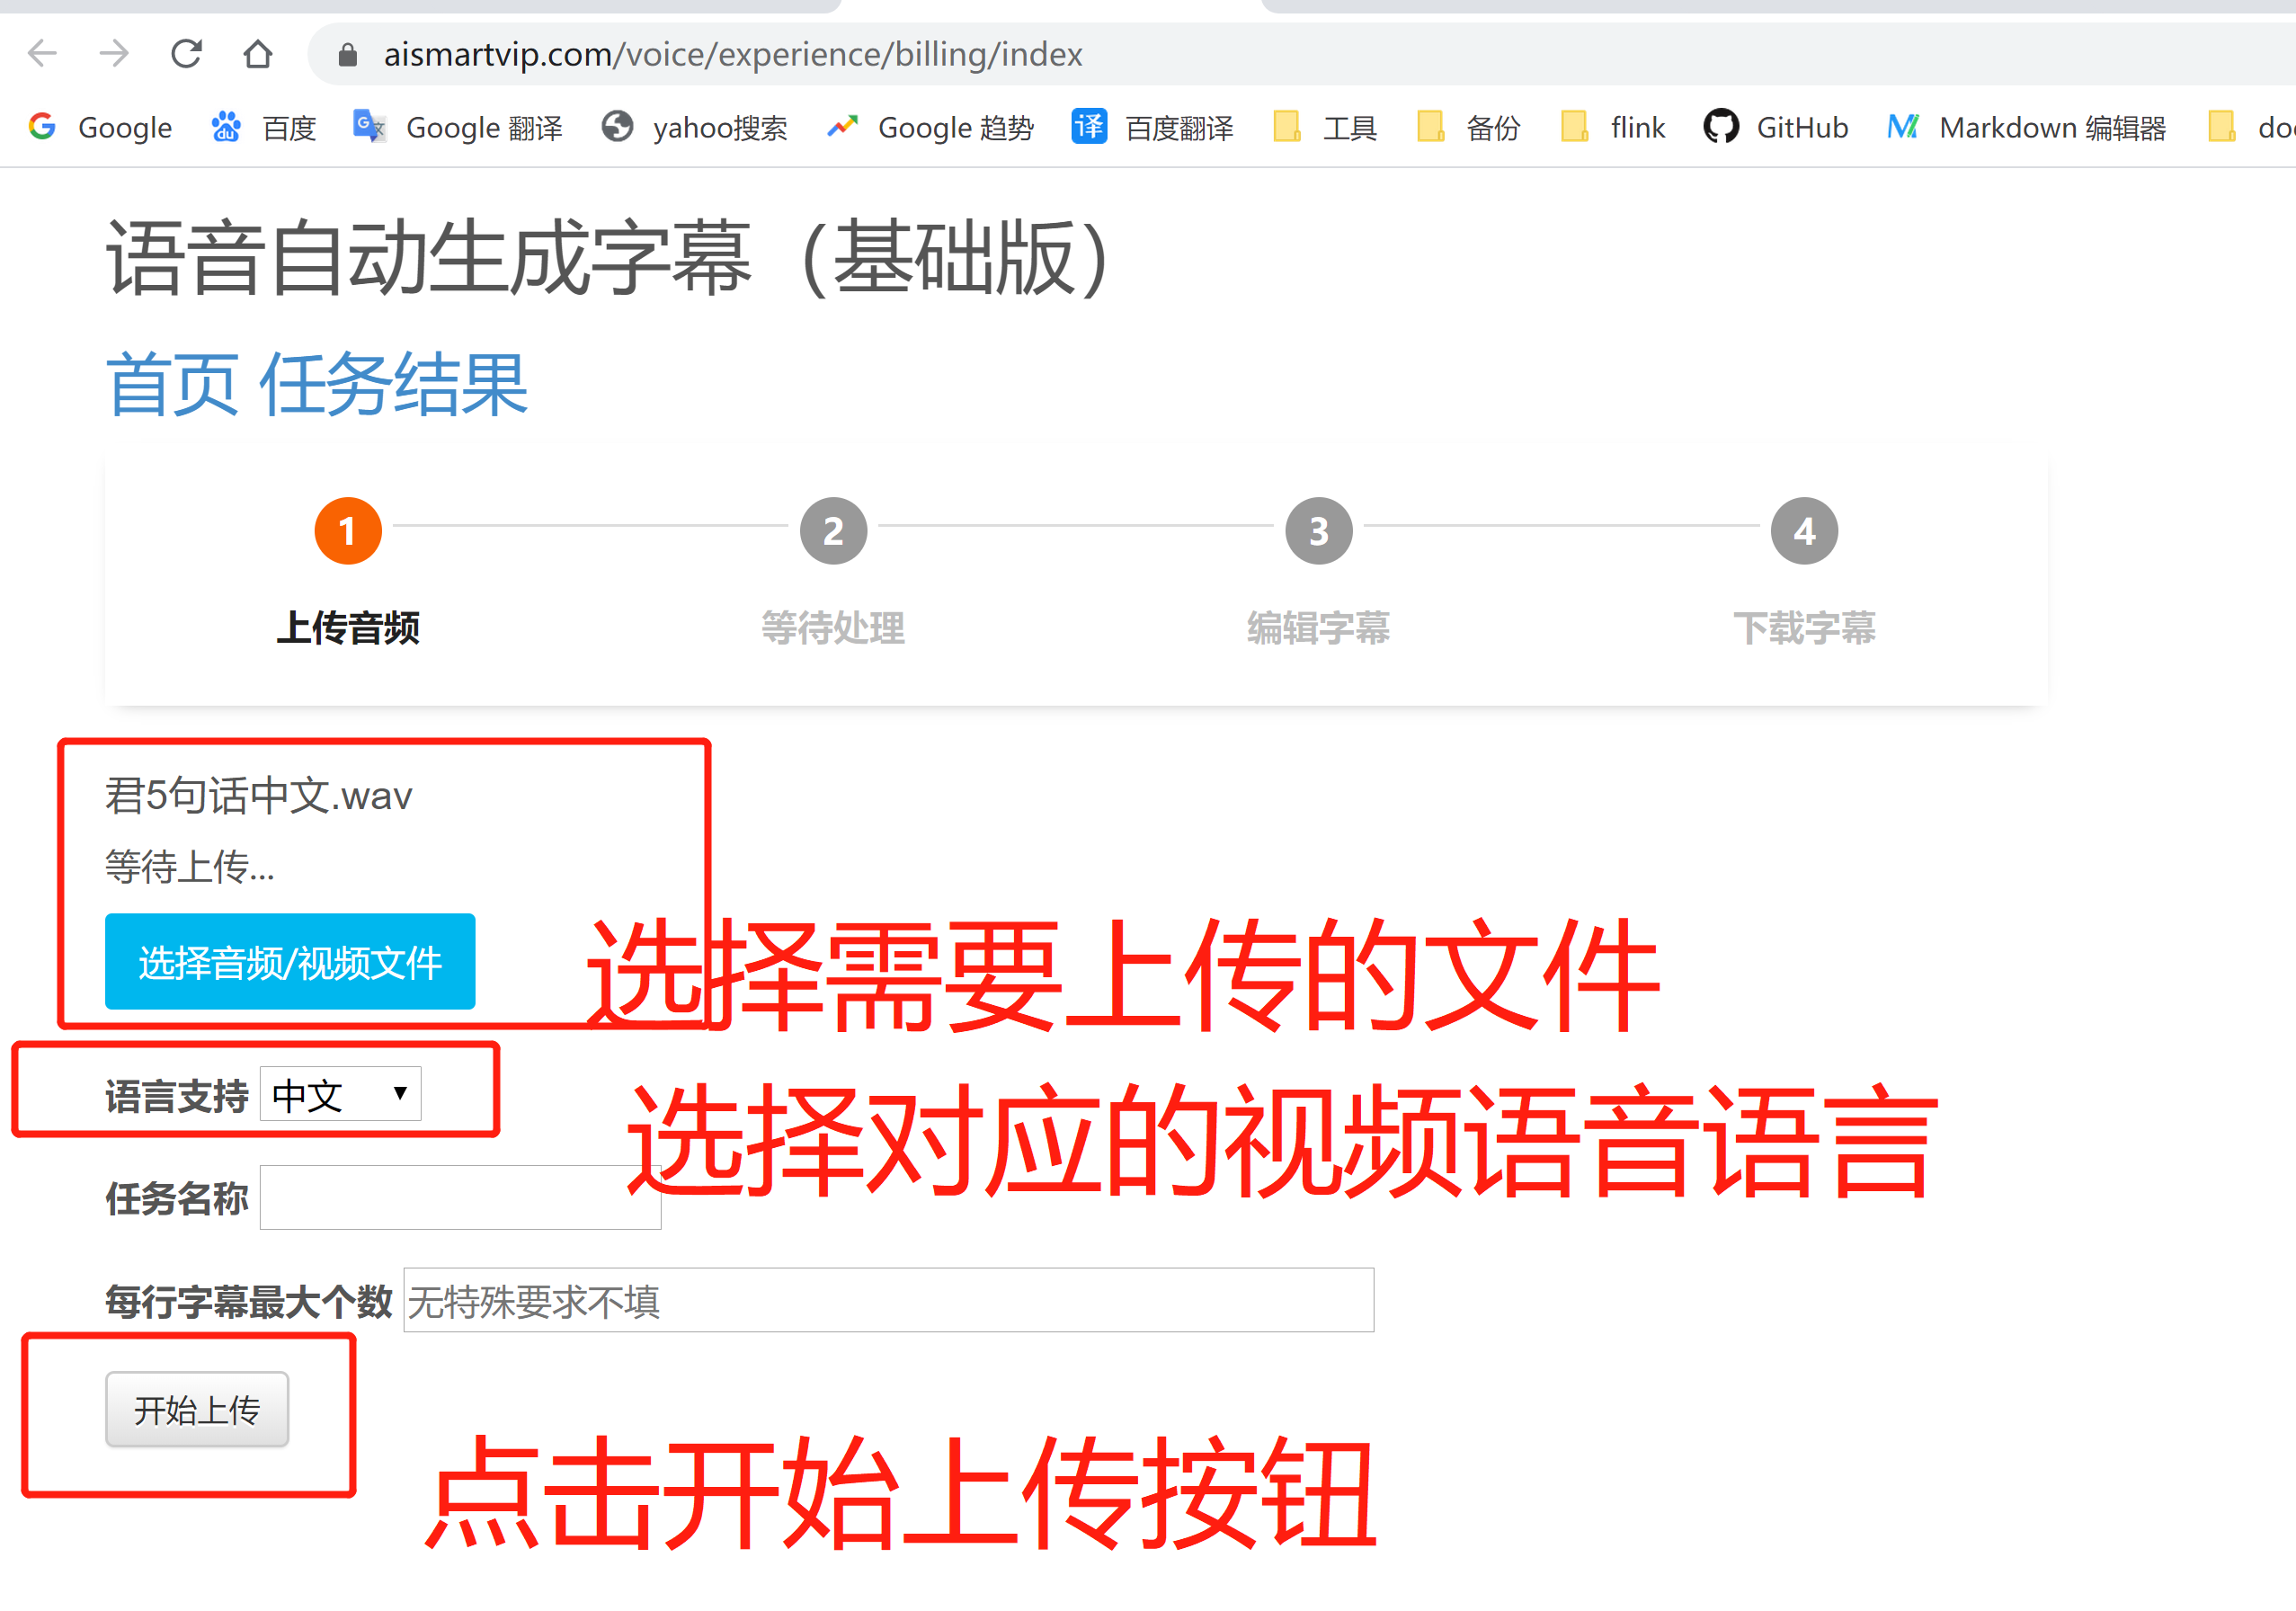 aismartvip.com/voice/experience/billing/index
Google 百度 Google 翻译 yahoo搜索 Google 趋势 百度翻译 工具 备份 flink GitHub Markdown 编辑器
语音自动生成字幕（基础版）
首页 任务结果
1 2 3 4
上传音频 等待处理 编辑字幕 下载字幕
君5句话中文.wav
等待上传...
选择音频/视频文件
选择需要上传的文件
语言支持 中文
选择对应的视频语音语言
任务名称
每行字幕最大个数 无特殊要求不填
开始上传
点击开始上传按钮